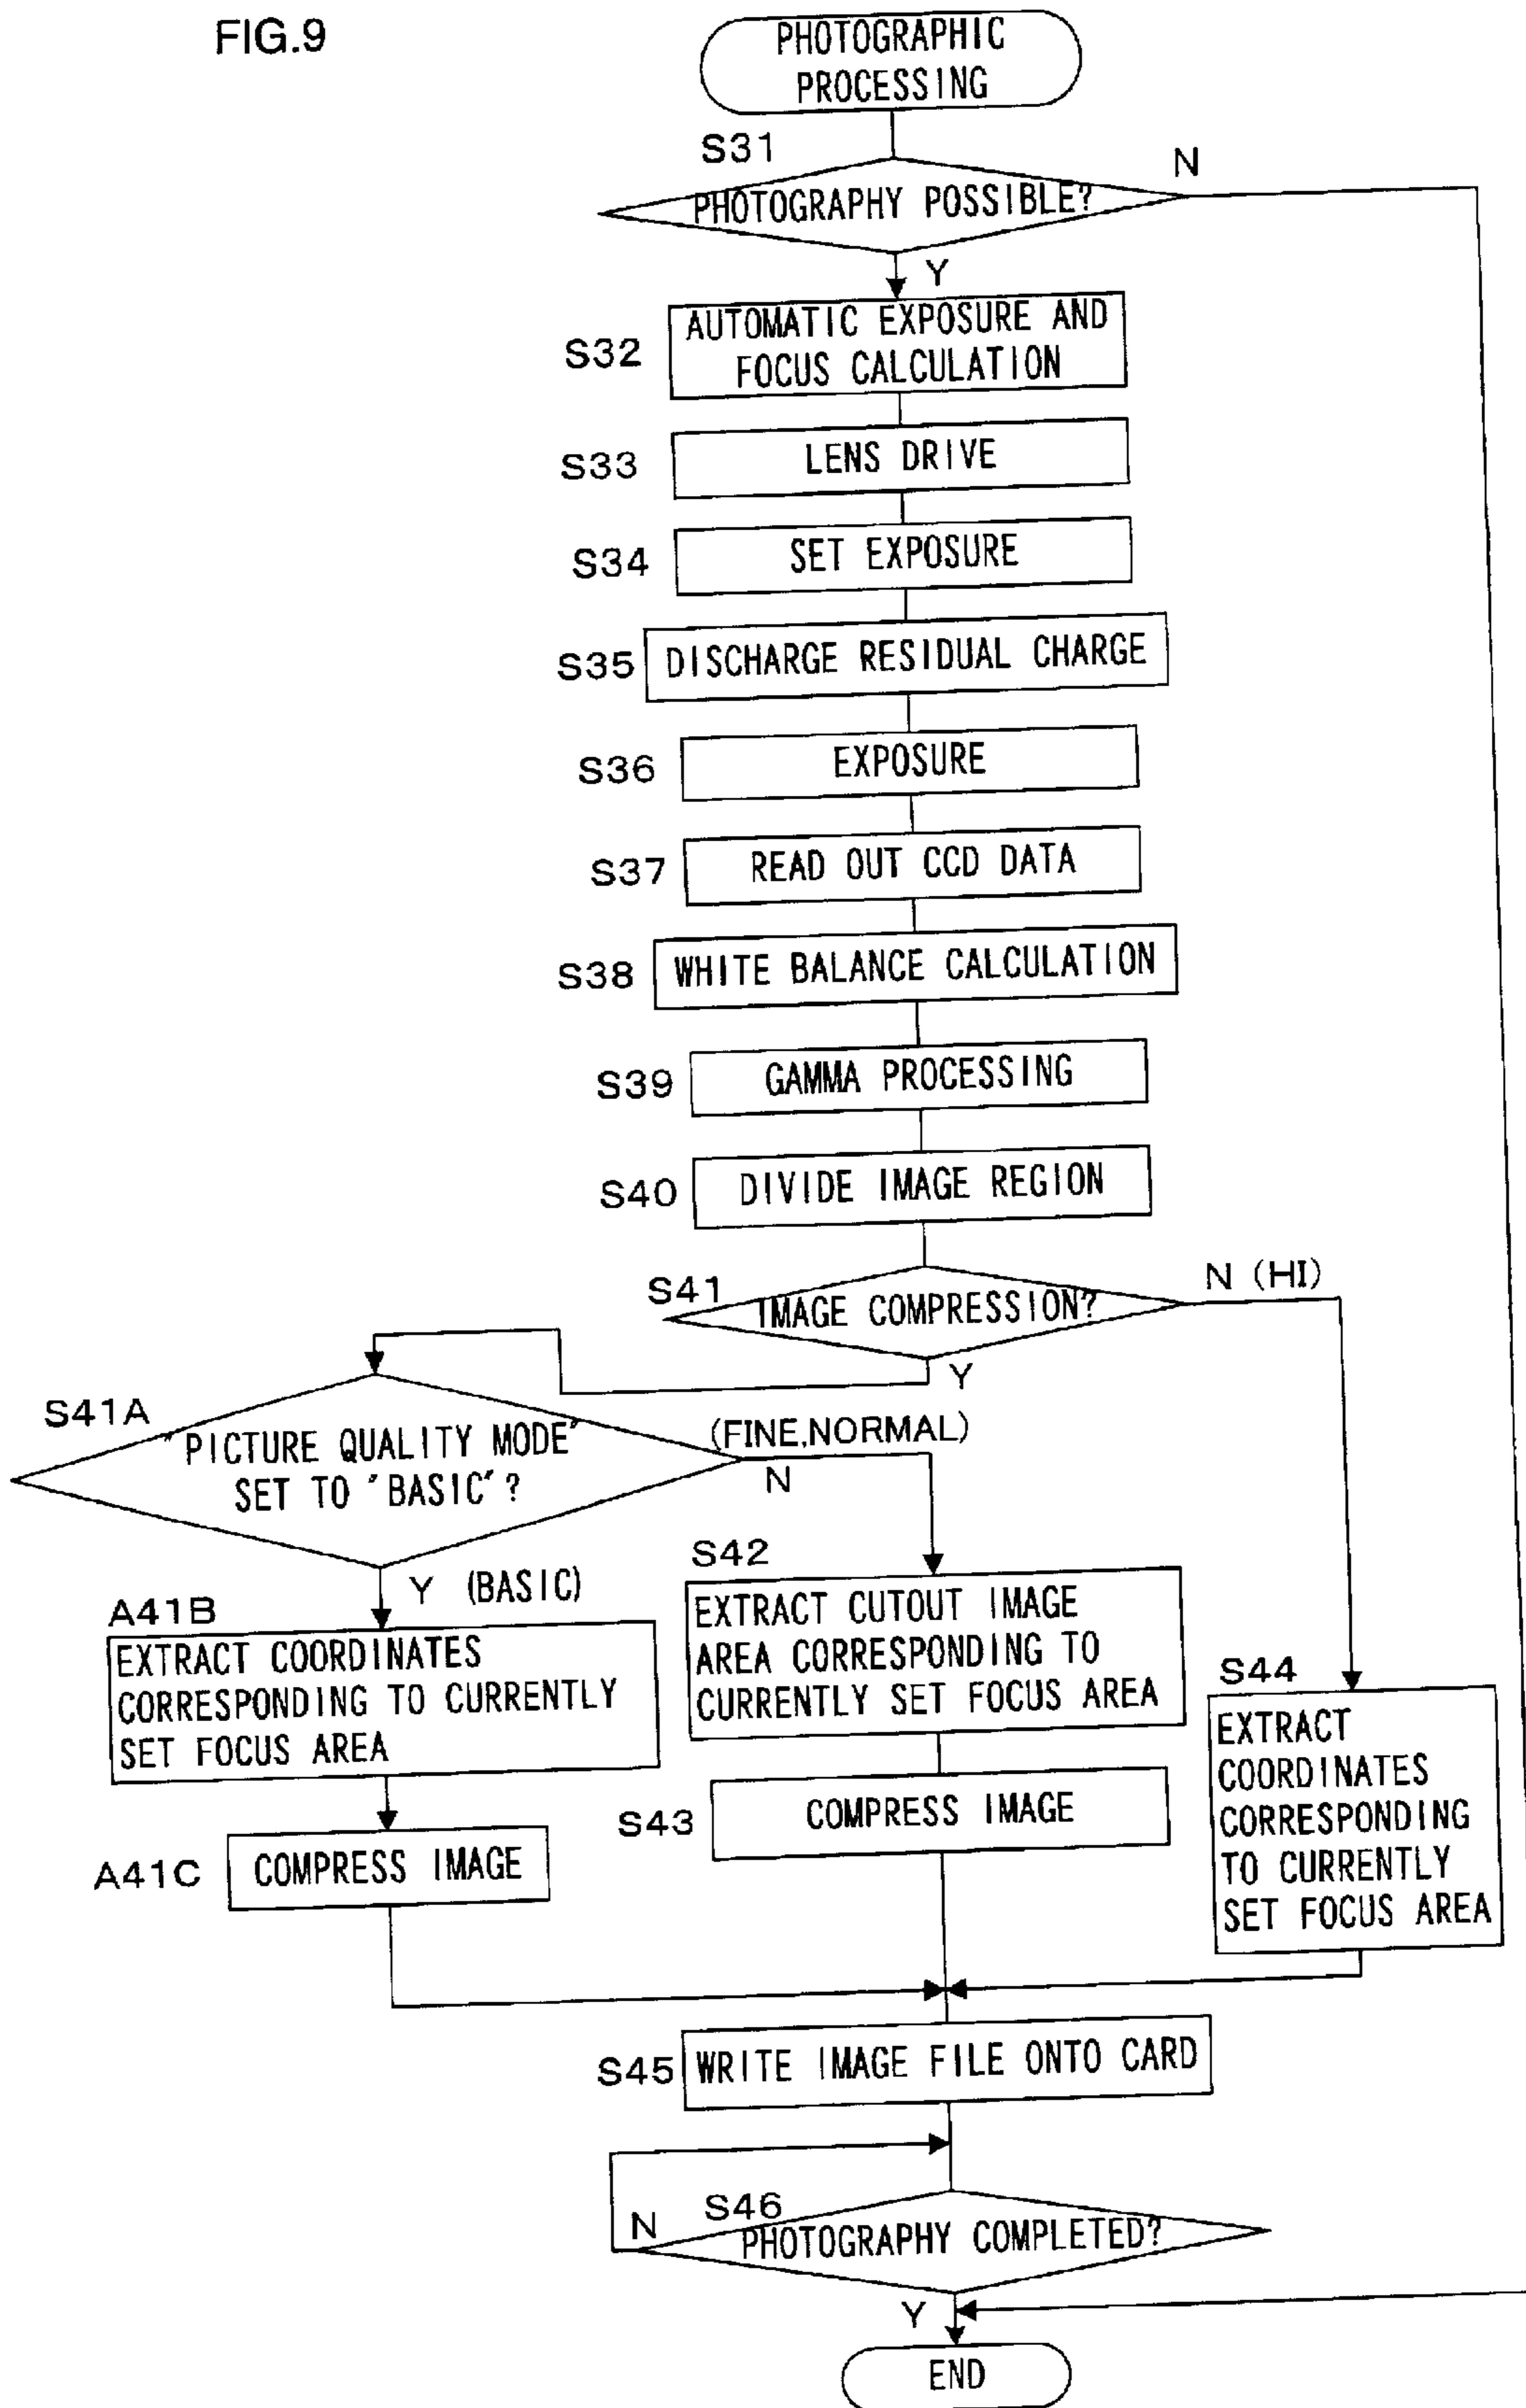 FIG.9
PHOTOGRAPHIC
PROCESSING
S31
N
PHOTOGRAPHY POSSIBLE?
Y
S32
AUTOMATIC EXPOSURE AND
FOCUS CALCULATION
S33
LENS DRIVE
S34
SET EXPOSURE
S35
DISCHARGE RESIDUAL CHARGE
S36
EXPOSURE
S37
READ OUT CCD DATA
S38
WHITE BALANCE CALCULATION
S39
GAMMA PROCESSING
S40
DIVIDE IMAGE REGION
S41
N (HI)
IMAGE COMPRESSION?
Y
S41A
"PICTURE QUALITY MODE"
SET TO "BASIC"?
(FINE,NORMAL)
N
Y (BASIC)
A41B
EXTRACT COORDINATES
CORRESPONDING TO CURRENTLY
SET FOCUS AREA
A41C
COMPRESS IMAGE
S42
EXTRACT CUTOUT IMAGE
AREA CORRESPONDING TO
CURRENTLY SET FOCUS AREA
S43
COMPRESS IMAGE
S44
EXTRACT
COORDINATES
CORRESPONDING
TO CURRENTLY
SET FOCUS AREA
S45
WRITE IMAGE FILE ONTO CARD
S46
N
PHOTOGRAPHY COMPLETED?
Y
END